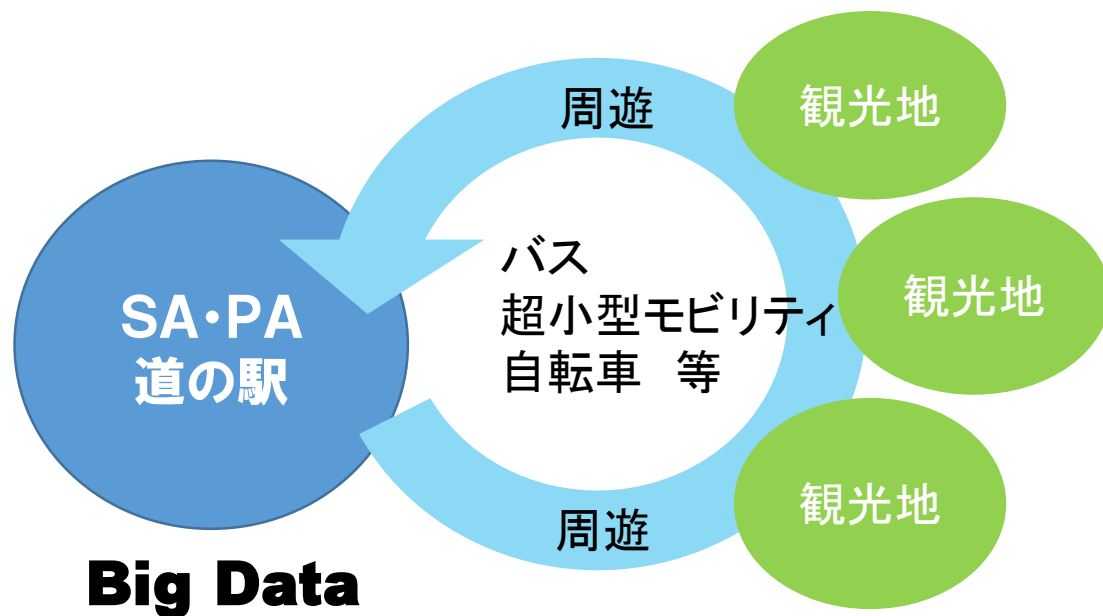 周遊
観光地
SA・PA
道の駅
バス
超小型モビリティ
自転車　等
観光地
観光地
周遊
Big Data